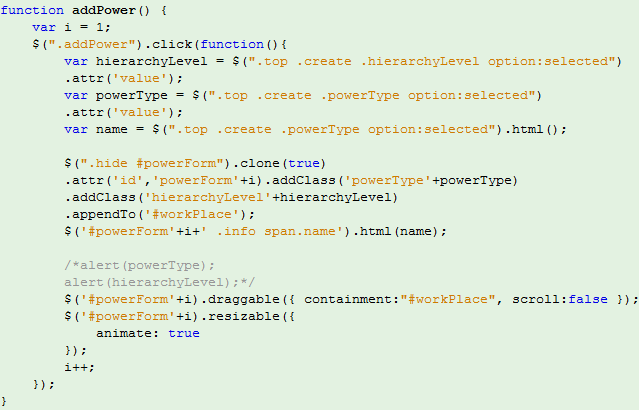 function addPower() {
    var i = 1;
    $(".addPower").click(function(){
        var hierarchyLevel = $(".top .create .hierarchyLevel option:selected")
        .attr('value');
        var powerType = $(".top .create .powerType option:selected")
        .attr('value');
        var name = $(".top .create .powerType option:selected").html();

        $(".hide #powerForm").clone(true)
        .attr('id','powerForm'+i).addClass('powerType'+powerType)
        .addClass('hierarchyLevel'+hierarchyLevel)
        .appendTo('#workPlace');
        $('#powerForm'+i+' .info span.name').html(name);

        /*alert(powerType);
        alert(hierarchyLevel);*/
        $('#powerForm'+i).draggable({ containment:"#workPlace", scroll:false });
        $('#powerForm'+i).resizable({
            animate: true
        });
        i++;
    });
}